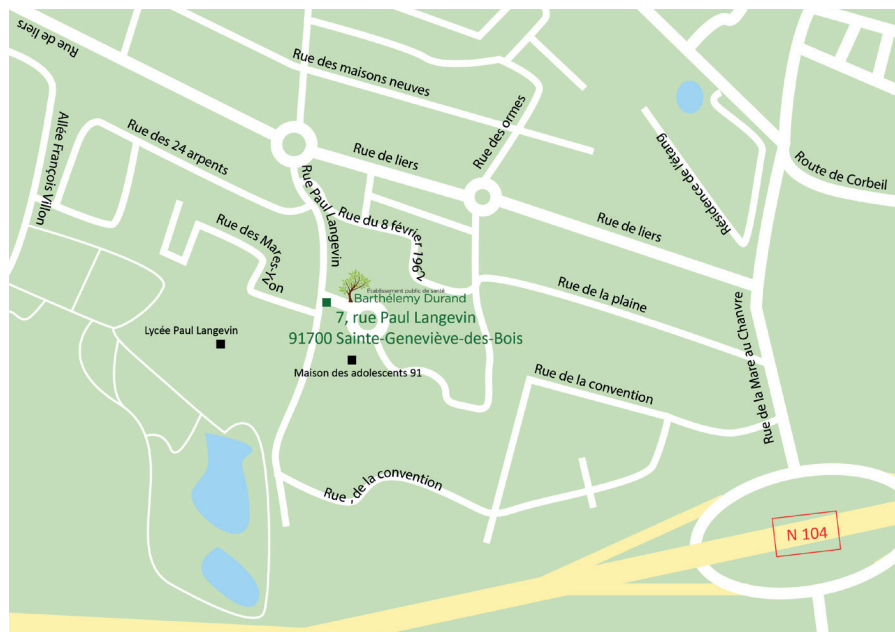 Rue de liers
Rue des maisons neuves
Rue des ormes
Allée François Villon
Rue des 24 arpents
Rue de liers
Résidence de l'étang
Route de Corbeil
Rue Paul Langevin
Rue du 8 février 1962
Rue de liers
Rue des Mares-Yvon
Rue de la plaine
Établissement public de santé
Barthélemy Durand
7, rue Paul Langevin
91700 Sainte-Geneviève-des-Bois
Lycée Paul Langevin
Maison des adolescents 91
Rue de la convention
Rue de la Mare au Chanvre
Rue de la convention
N 104